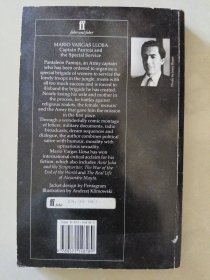 faber and faber
MARIO VARGAS LLOSA
Captain Pantoja and
the Special Service
Pantaleón Pantoja, an Army captain
who has been ordered to organize a
special brigade of women to service the
lonely troops in the jungle, meets with
all too much success and is forced to
disband the brigade he has created.
Nearly losing his wife and mother in
the process, he battles against
religious zealots, the female 'recruits'
and the Army that gave him the mission
in the first place.
Through a wonderfully comic montage
of letters, military documents, radio
broadcasts, dream sequences and
dialogue, the author combines political
satire with humour, morality with
uproarious sexuality.
Mario Vargas Llosa has won
international critical acclaim for his
fiction, which also includes Aunt Julia
and the Scriptwriter, The War of the
End of the World and The Real Life
of Alejandro Mayta.
Jacket design by Pentagram
Illustration by Andrzej Klimowski
ff